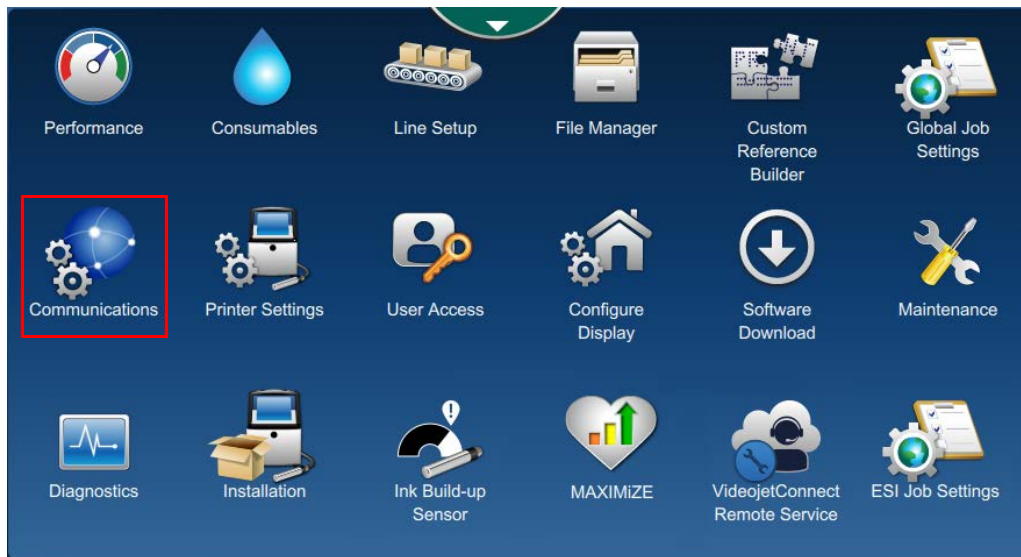 Performance
Consumables
Line Setup
File Manager
Custom
Reference
Builder
Global Job
Settings
Communications
Printer Settings
User Access
Configure
Display
Software
Download
Maintenance
Diagnostics
Installation
Ink Build-up
Sensor
MAXIMiZE
VideojetConnect
Remote Service
ESI Job Settings